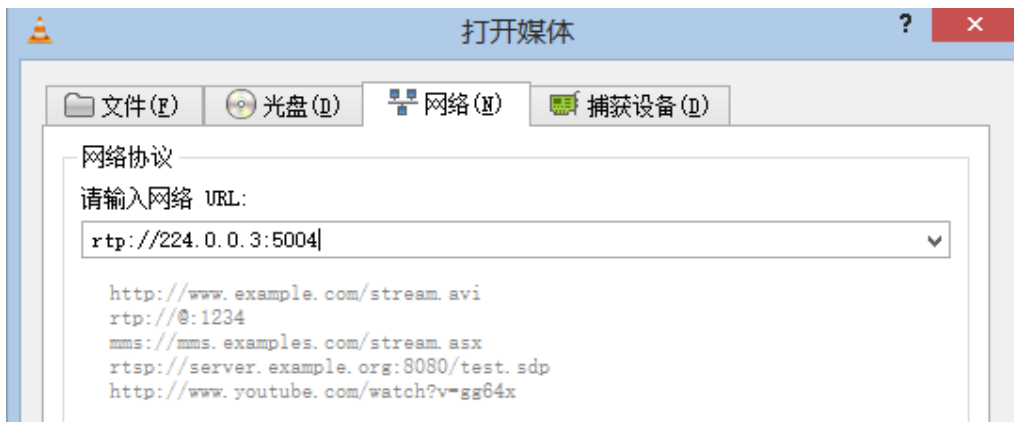 打开媒体 ?
文件(F) 光盘(D) 网络(N) 捕获设备(D)
网络协议
请输入网络 URL:
rtp://224.0.0.3:5004
http://www.example.com/stream.avi
rtp://@:1234
mms://mms.examples.com/stream.asx
rtsp://server.example.org:8080/test.sdp
http://www.youtube.com/watch?v=gg64x